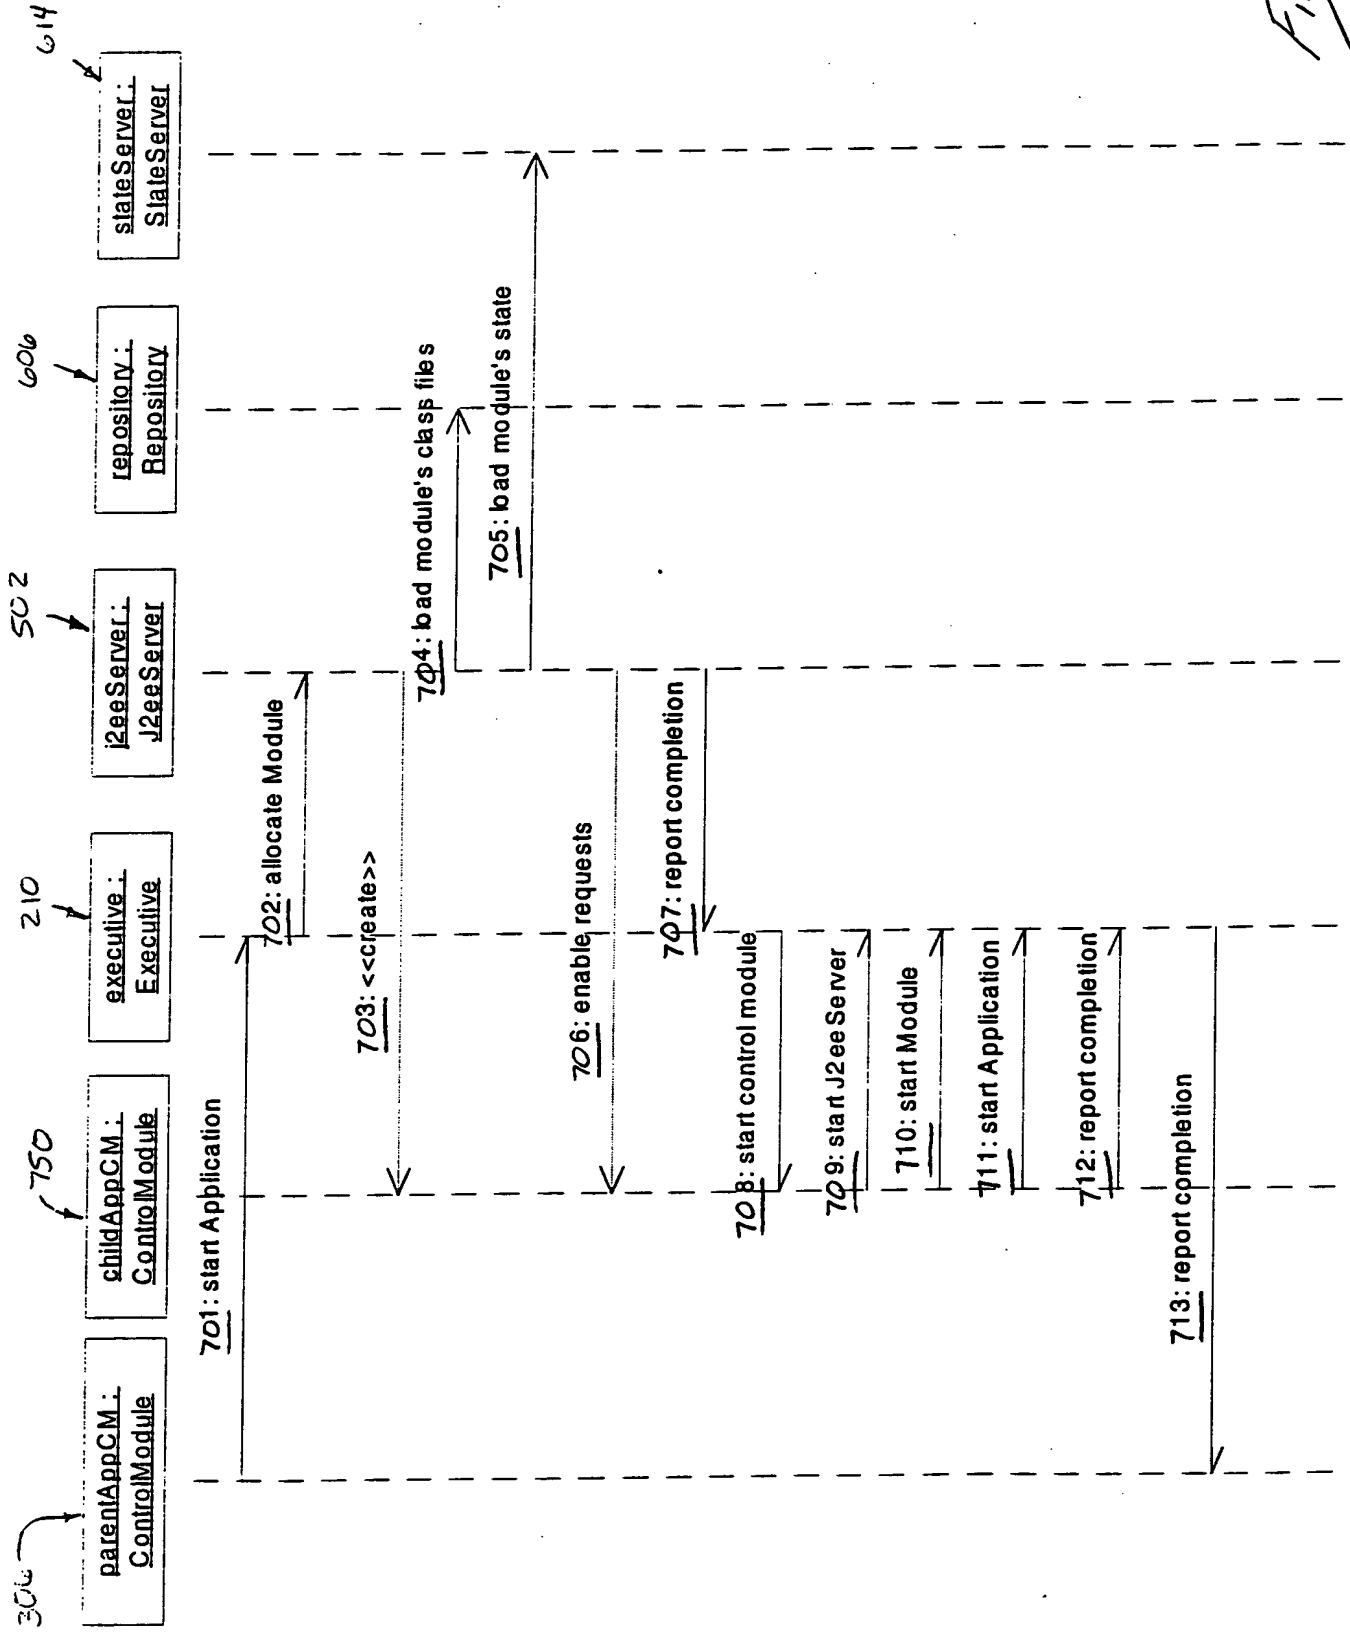 306
parentAppCM :
ControlModule
750
childAppCM :
ControlModule
210
executive :
Executive
502
j2eeServer :
J2eeServer
606
repository :
Repository
614
stateServer :
StateServer
701: start Application
702: allocate Module
703: <<create>>
704: load module's class files
705: load module's state
706: enable requests
707: report completion
708: start control module
709: start J2eeServer
710: start Module
711: start Application
712: report completion
713: report completion